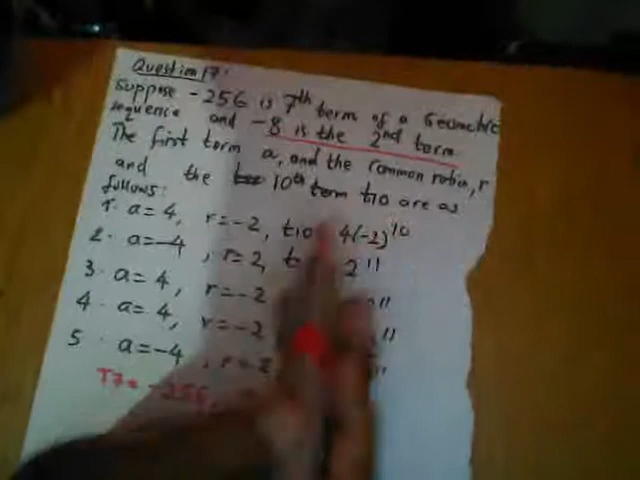 Question 17:
Suppose -256 is 7th term of a Geometric
sequence and -8 is the 2nd term
The first term a, and the common ratio, r
and the 10th term t10 are as
follows:
1. a = 4, r = -2, t10 4(-2)^10
2. a = -4, r = 2, t 2^11
3. a = 4, r = -2 "
4. a = 4, r = -2 "
5 a = -4, r = 2 "
T7 = -256,